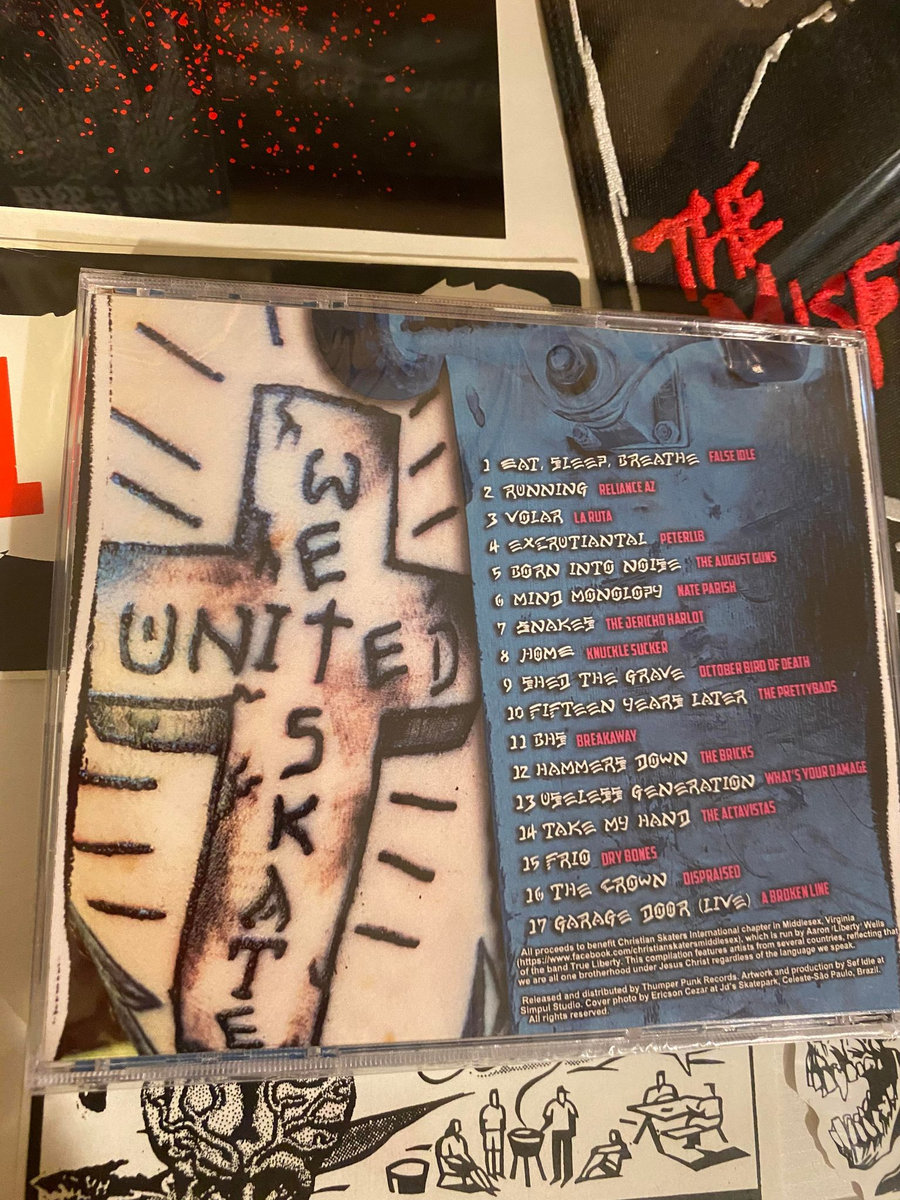 THE
MISF
WE
UNITED
SKATE
1 EAT, SLEEP, BREATHE FALSE IDLE
2 RUNNING RELIANCE AZ
3 VOLAR LA RUTA
4 EXCRUTIANTAL PETERLIB
5 BORN INTO NOISE THE AUGUST GUNS
6 MIND MONOLOPY NATE PARISH
7 SNAKES THE JERICHO HARLOT
8 HOME KNUCKLE SUCKER
9 SHED THE GRAVE OCTOBER BIRD OF DEATH
10 FIFTEEN YEARS LATER THE PRETTYBADS
11 BHS BREAKAWAY
12 HAMMERS DOWN THE BRICKS
13 USELESS GENERATION WHAT'S YOUR DAMAGE
14 TAKE MY HAND THE ACTAVISTAS
15 FRIO DRY BONES
16 THE CROWN DISPRAISED
17 GARAGE DOOR (LIVE) A BROKEN LINE
All proceeds to benefit Christian Skaters International chapter in Middlesex, Virginia
(https://www.facebook.com/christianskatersmiddlesex), which is run by Aaron 'Liberty' Wells
of the band True Liberty. This compilation features artists from several countries, reflecting that
we are all one brotherhood under Jesus Christ regardless of the language we speak.
Released and distributed by Thumper Punk Records. Artwork and production by Sef Idle at
Simpul Studio. Cover photo by Ericson Cezar at Jd's Skatepark, Celeste-São Paulo, Brazil.
All rights reserved.